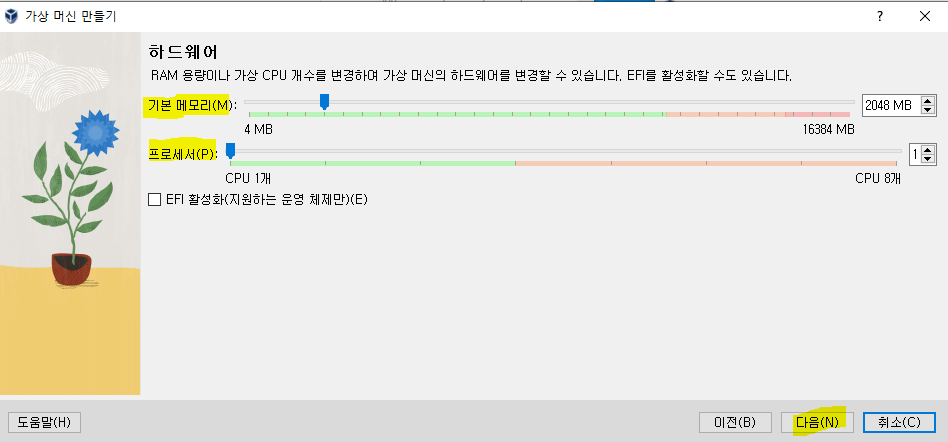 가상 머신 만들기
하드웨어
RAM 용량이나 가상 CPU 개수를 변경하여 가상 머신의 하드웨어를 변경할 수 있습니다. EFI를 활성화할 수도 있습니다.
기본 메모리(M): 2048 MB
4 MB 16384 MB
프로세서(P): 1
CPU 1개 CPU 8개
EFI 활성화(지원하는 운영 체제만)(E)
도움말(H) 이전(B) 다음(N) 취소(C)